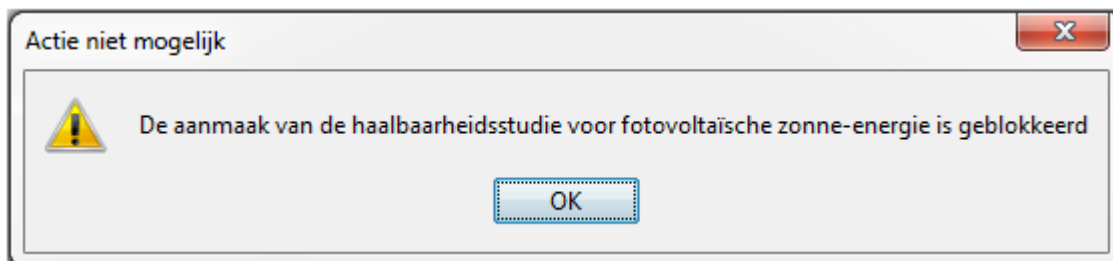 Actie niet mogelijk
De aanmaak van de haalbaarheidsstudie voor fotovoltaïsche zonne-energie is geblokkeerd
OK